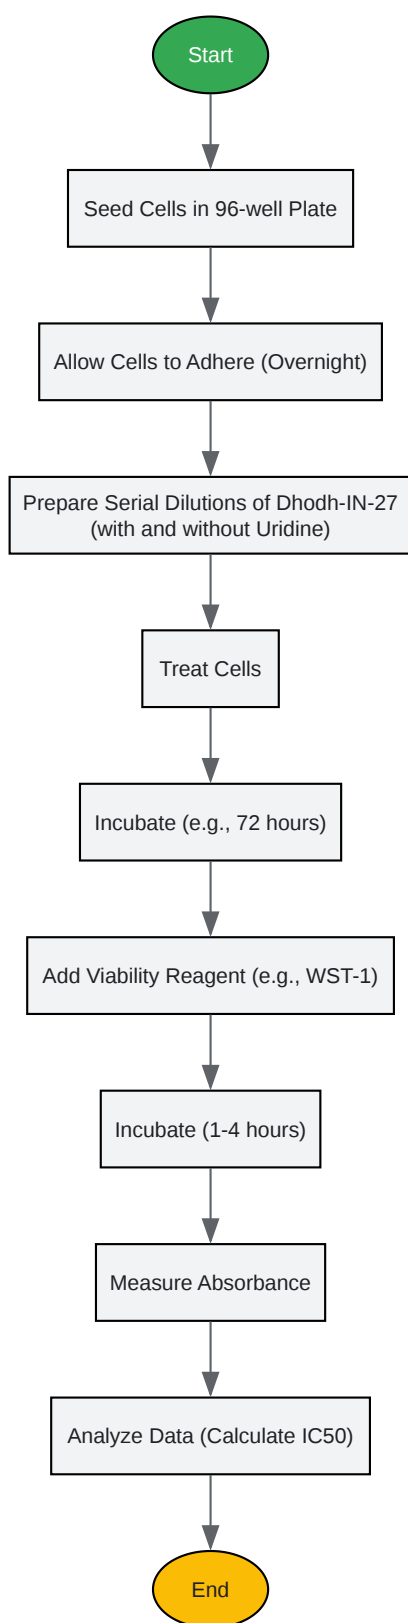 Start
Seed Cells in 96-well Plate
Allow Cells to Adhere (Overnight)
Prepare Serial Dilutions of Dhodh-IN-27
(with and without Uridine)
Treat Cells
Incubate (e.g., 72 hours)
Add Viability Reagent (e.g., WST-1)
Incubate (1-4 hours)
Measure Absorbance
Analyze Data (Calculate IC50)
End